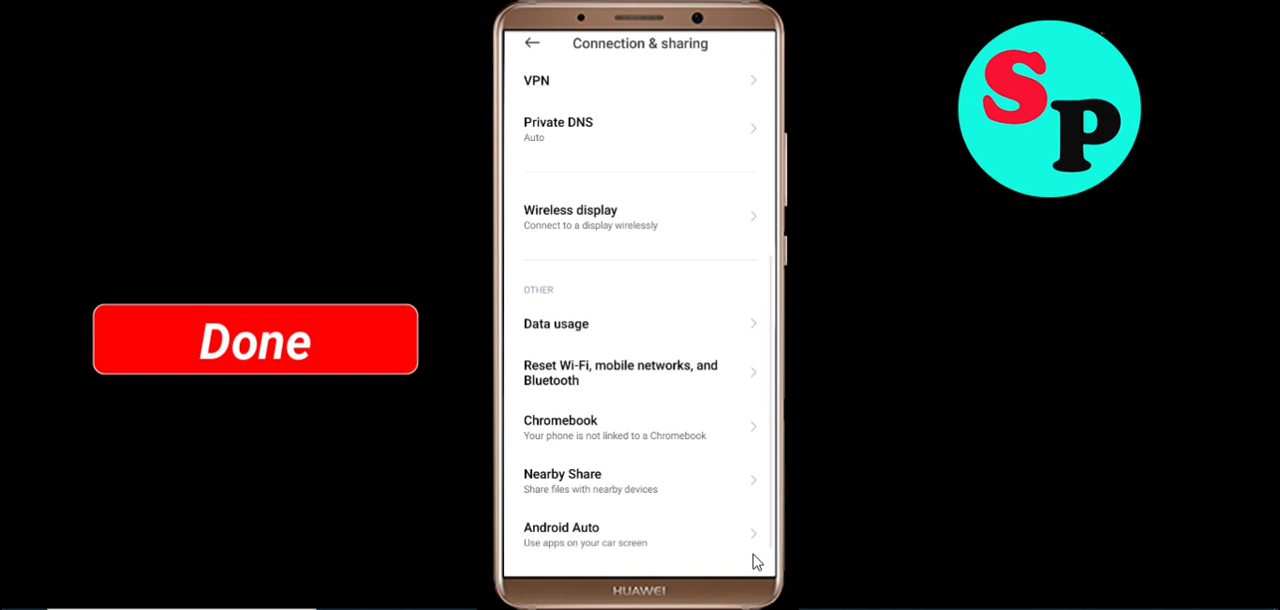 Connection & sharing
VPN
Private DNS
Auto
Wireless display
Connect to a display wirelessly
OTHER
Data usage
Reset Wi-Fi, mobile networks, and
Bluetooth
Chromebook
Your phone is not linked to a Chromebook
Nearby Share
Share files with nearby devices
Android Auto
Use apps on your car screen
HUAWEI
Done
SP